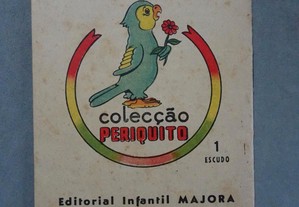 colecção
PERIQUITO
1
ESCUDO
Editorial Infantil MAJORA